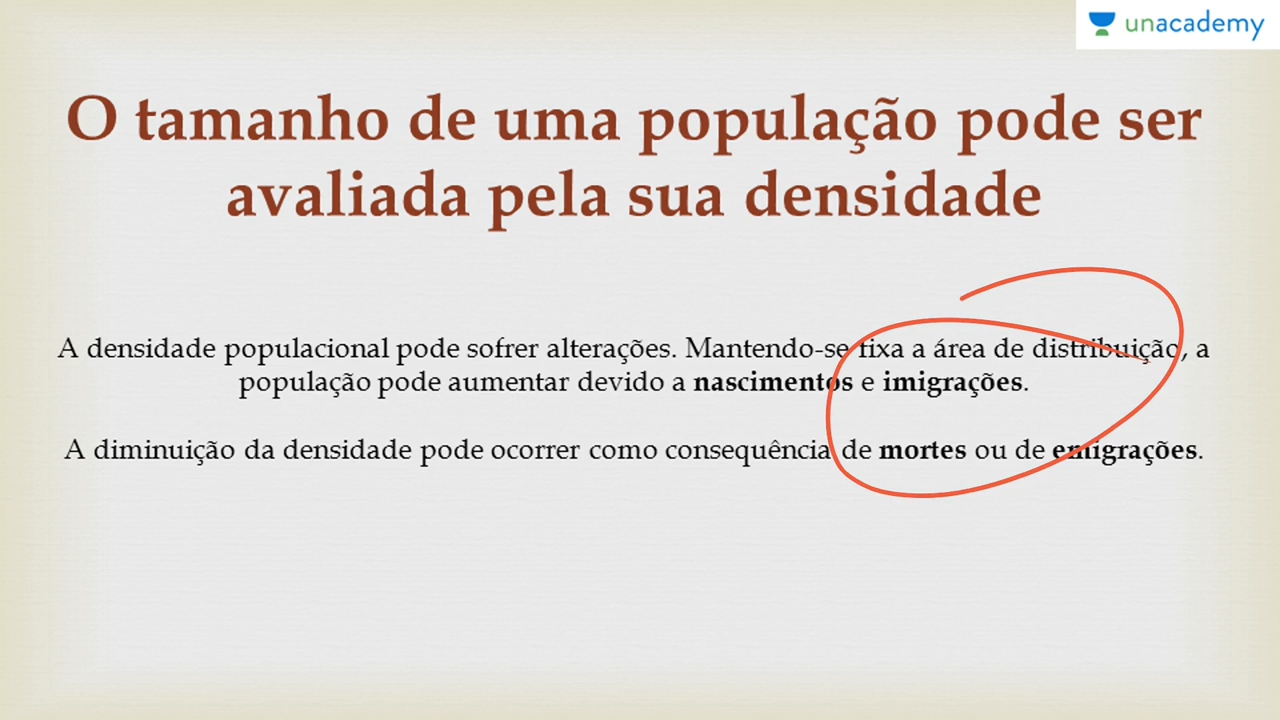 unacademy
O tamanho de uma população pode ser
avaliada pela sua densidade
A densidade populacional pode sofrer alterações. Mantendo-se fixa a área de distribuição, a
população pode aumentar devido a nascimentos e imigrações.
A diminuição da densidade pode ocorrer como consequência de mortes ou de emigrações.